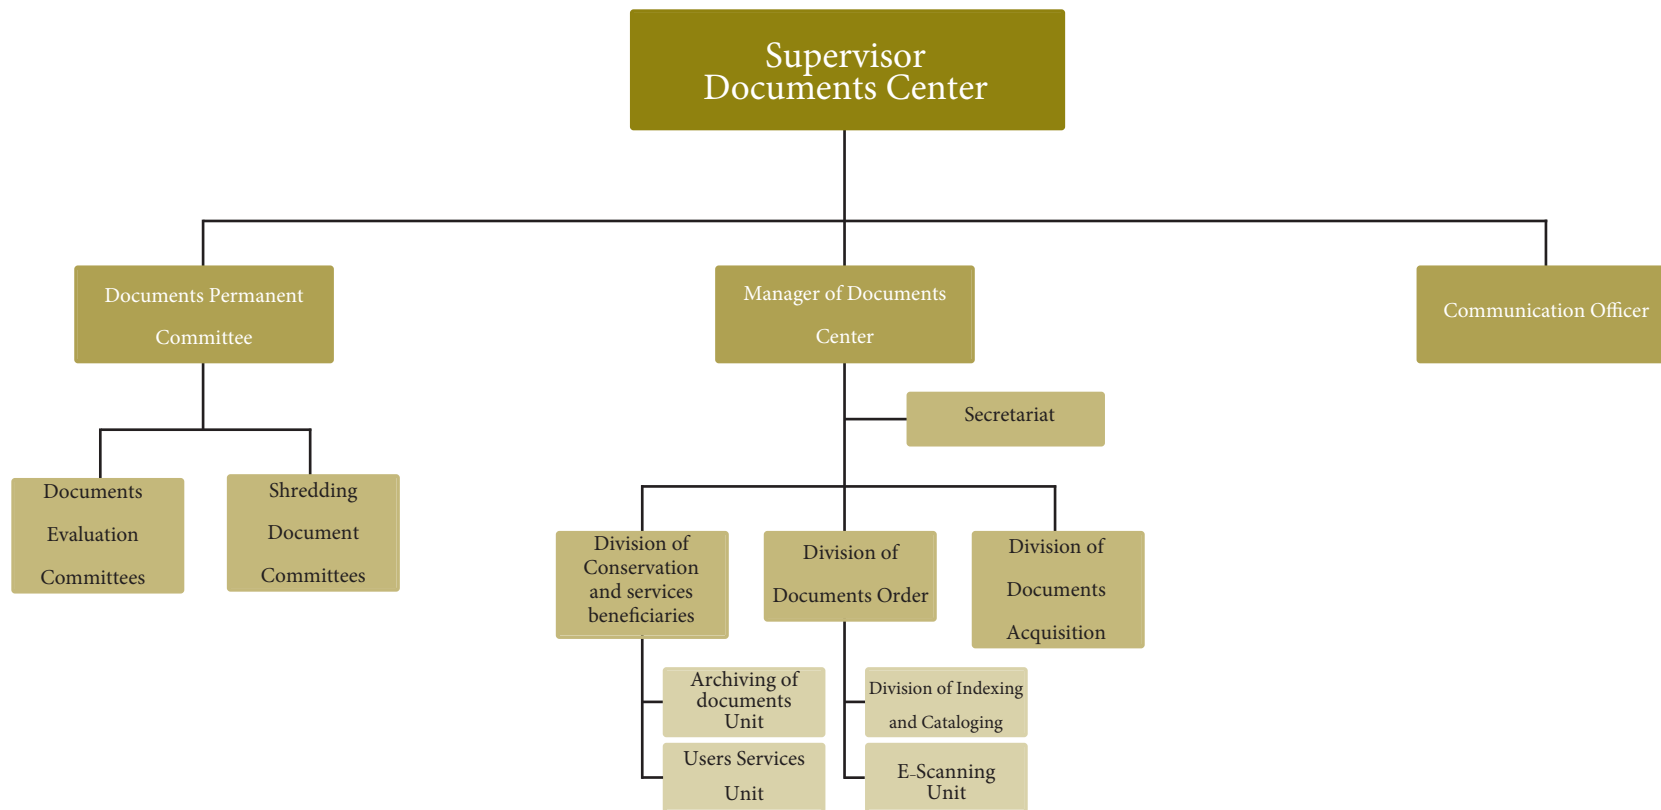 Supervisor
Documents Center
Documents Permanent
Committee
Manager of Documents
Center
Communication Officer
Secretariat
Documents
Evaluation
Committees
Shredding
Document
Committees
Division of
Conservation
and services
beneficiaries
Division of
Documents Order
Division of
Documents
Acquisition
Archiving of
documents
Unit
Users Services
Unit
Division of Indexing
and Cataloging
E-Scanning
Unit